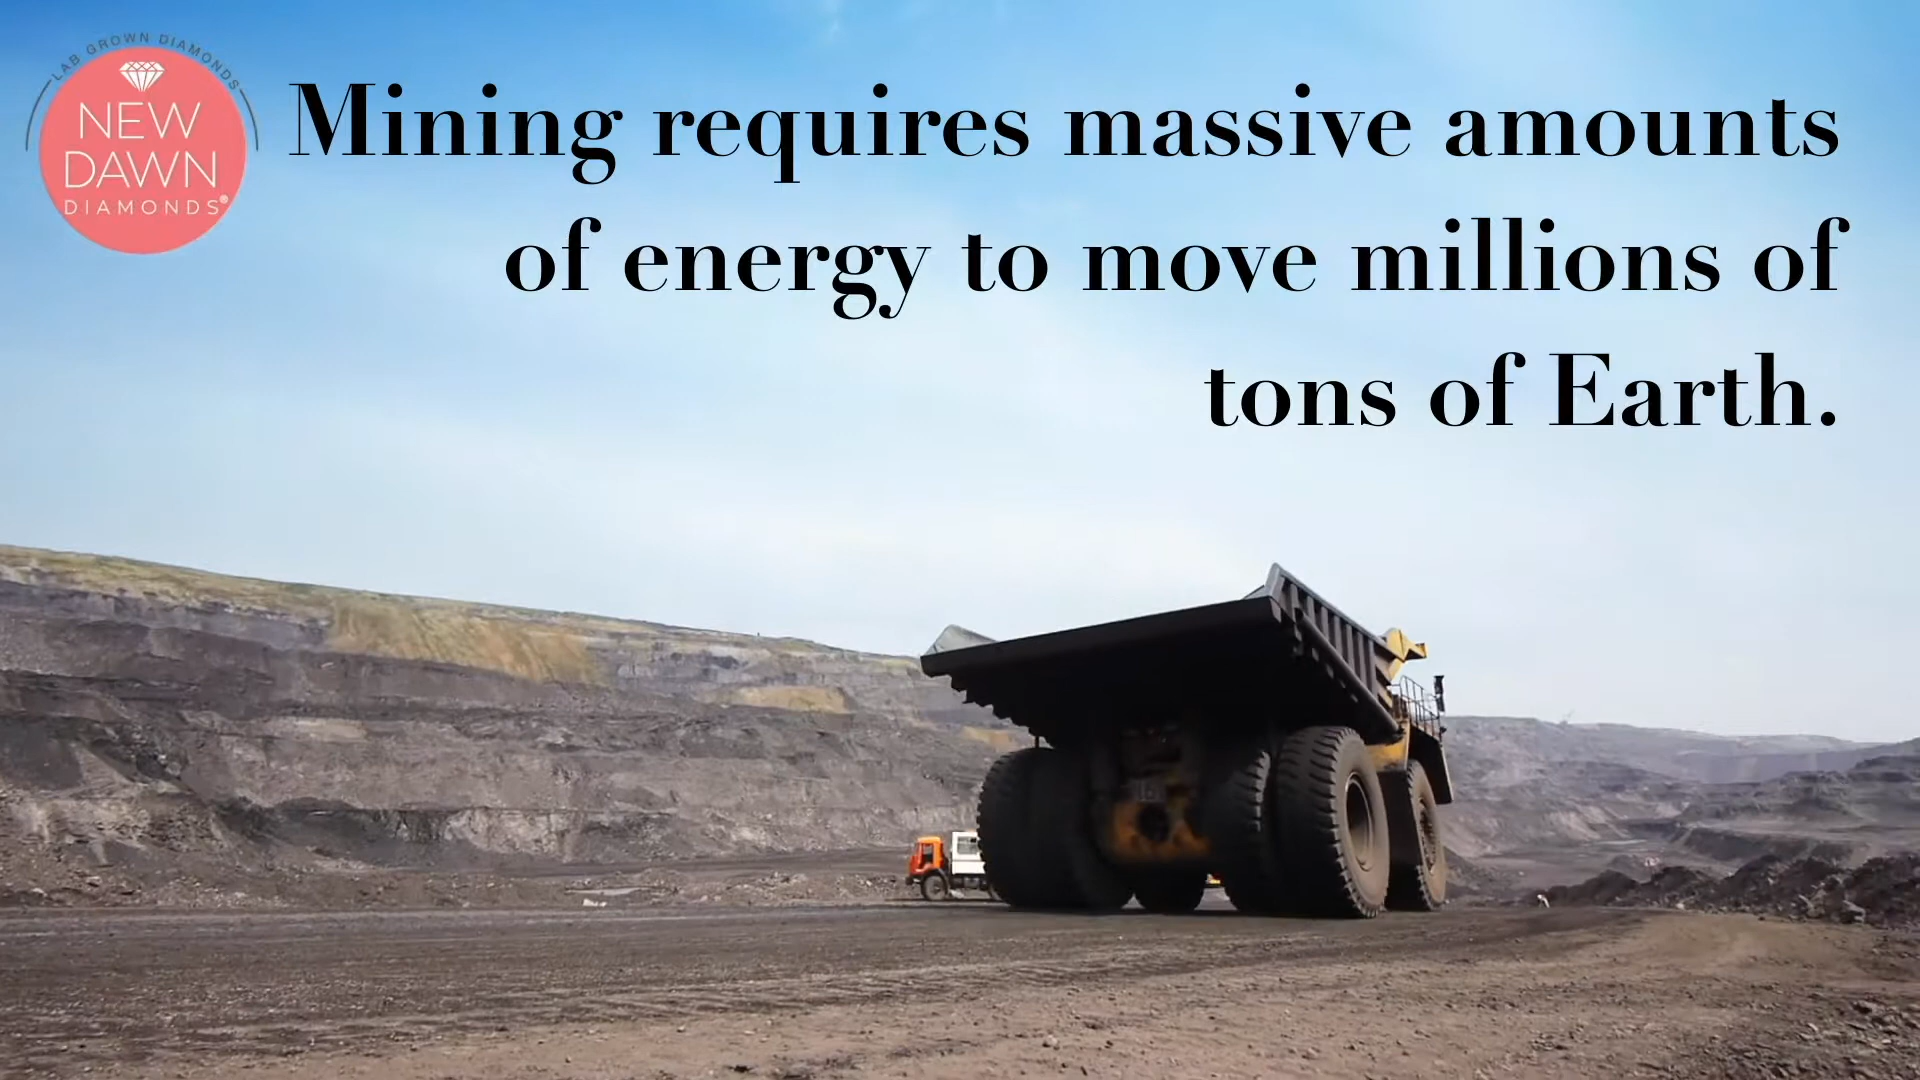 LAB GROWN DIAMONDS
NEW
DAWN
DIAMONDS®
Mining requires massive amounts
of energy to move millions of
tons of Earth.